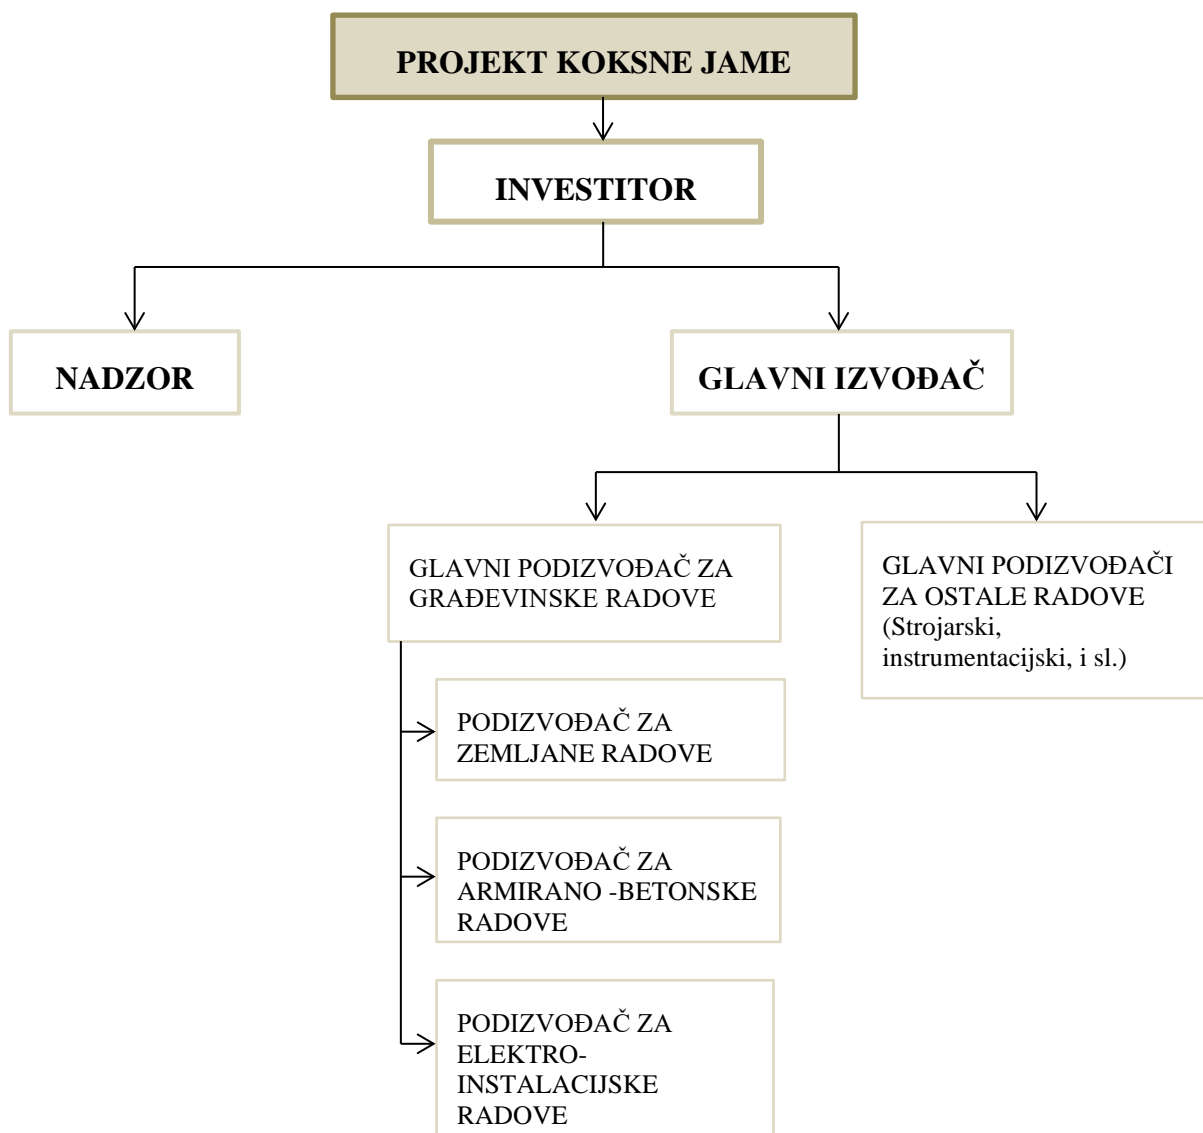 PROJEKT KOKSNE JAME
INVESTITOR
NADZOR
GLAVNI IZVOĐAČ
GLAVNI PODIZVOĐAČ ZA
GRAĐEVINSKE RADOVE
GLAVNI PODIZVOĐAČI
ZA OSTALE RADOVE
(Strojarski,
instrumentacijski, i sl.)
PODIZVOĐAČ ZA
ZEMLJANE RADOVE
PODIZVOĐAČ ZA
ARMIRANO -BETONSKE
RADOVE
PODIZVOĐAČ ZA
ELEKTRO-
INSTALACIJSKE
RADOVE